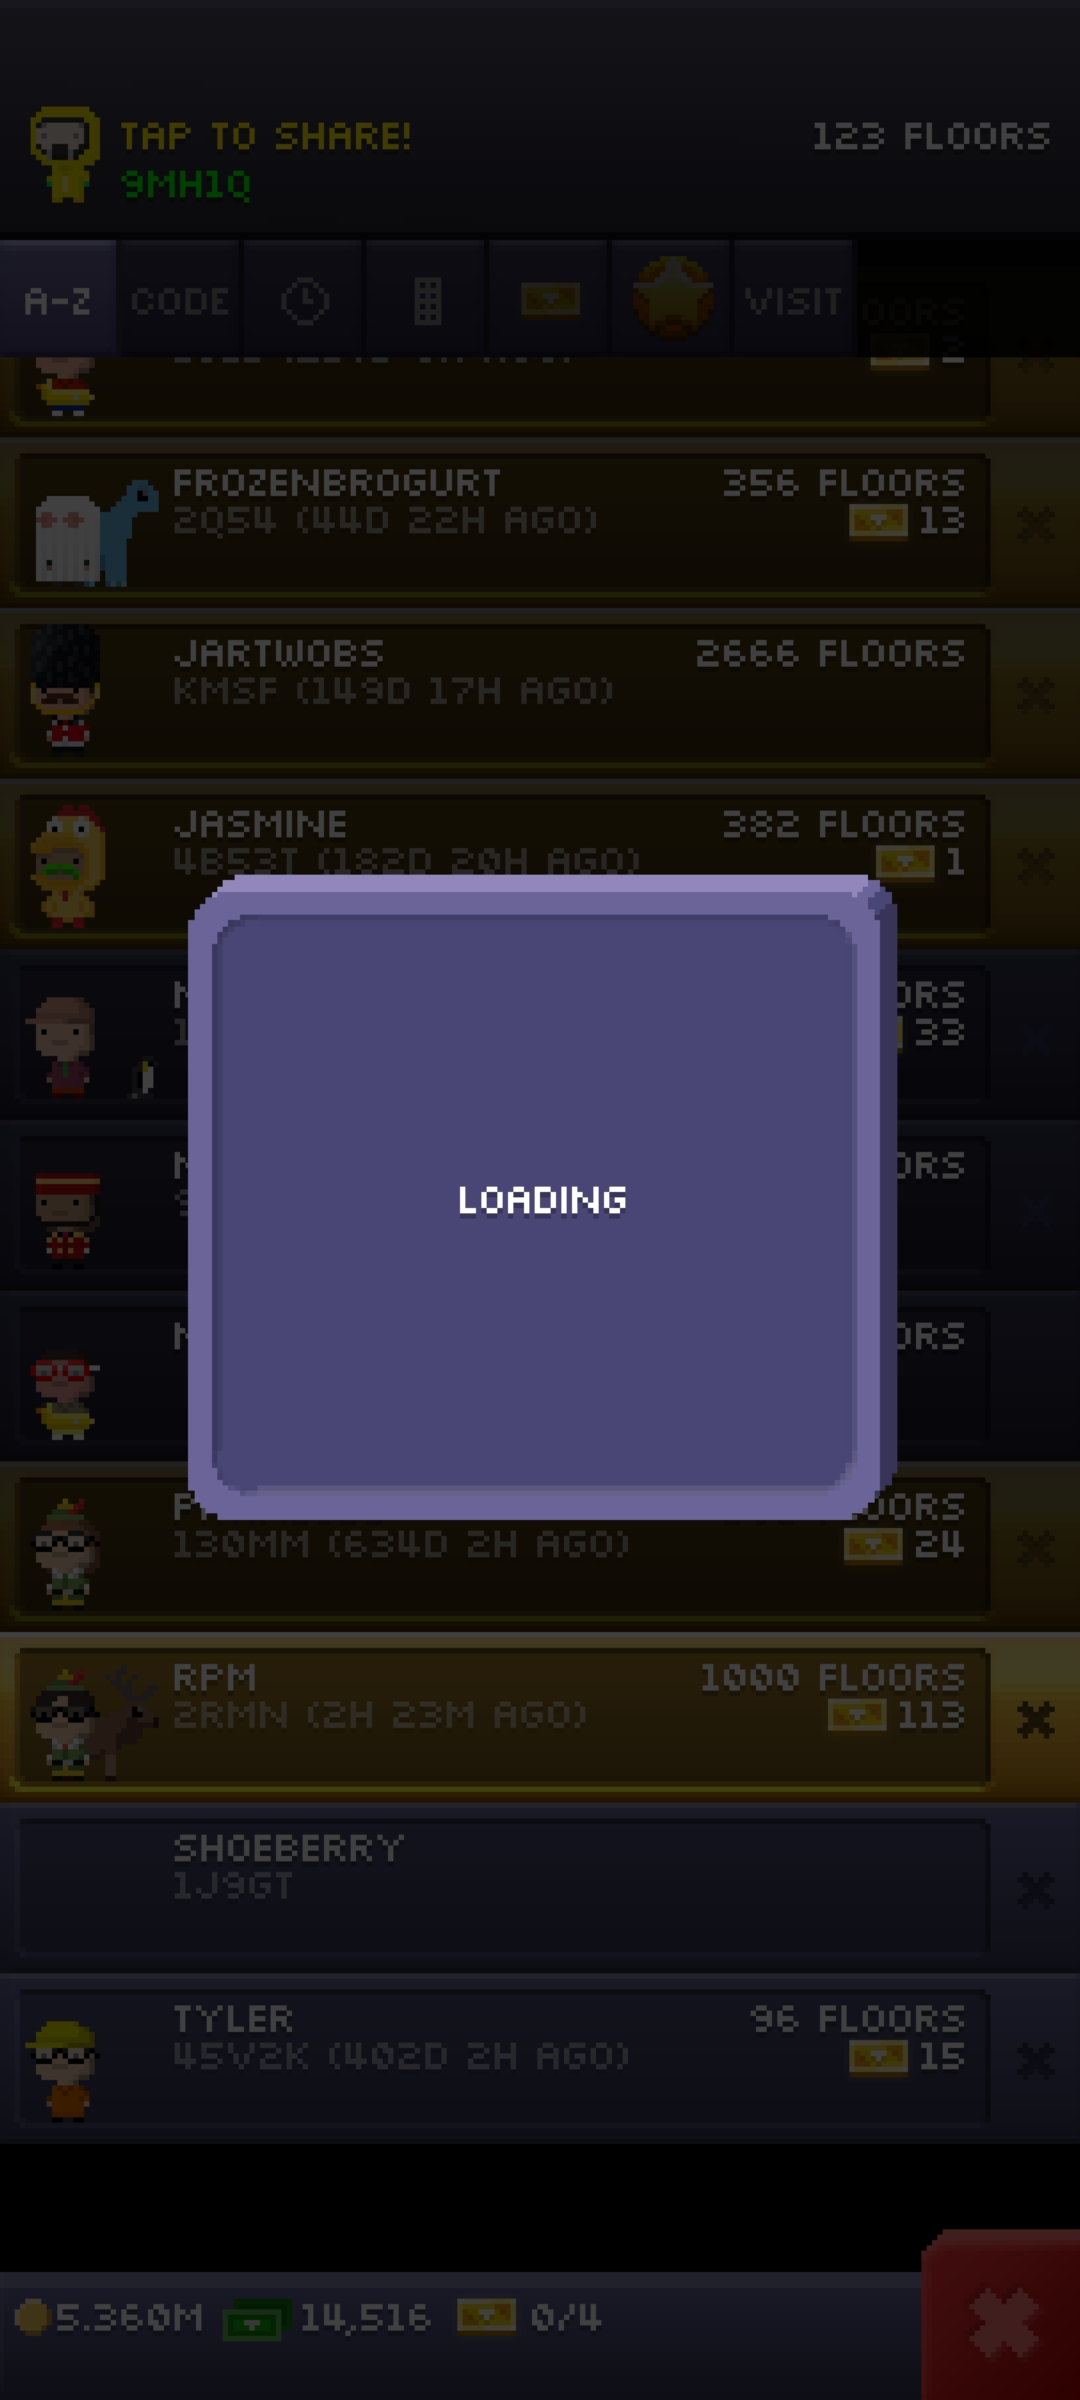 TAP TO SHARE!
123 FLOORS
9MH1Q
A-Z CODE VISIT
2
FROZENBROGURT 356 FLOORS
2Q54 (44D 22H AGO) 13
JARTWOBS 2666 FLOORS
KMSF (149D 17H AGO)
JASMINE 382 FLOORS
4B53T (182D 20H AGO) 1
33
LOADING
130MM (634D 2H AGO) 24
RPM 1000 FLOORS
2RMN (2H 23M AGO) 113
SHOEBERRY
1J9GT
TYLER 96 FLOORS
45V2K (402D 2H AGO) 15
5.360M 14,516 0/4